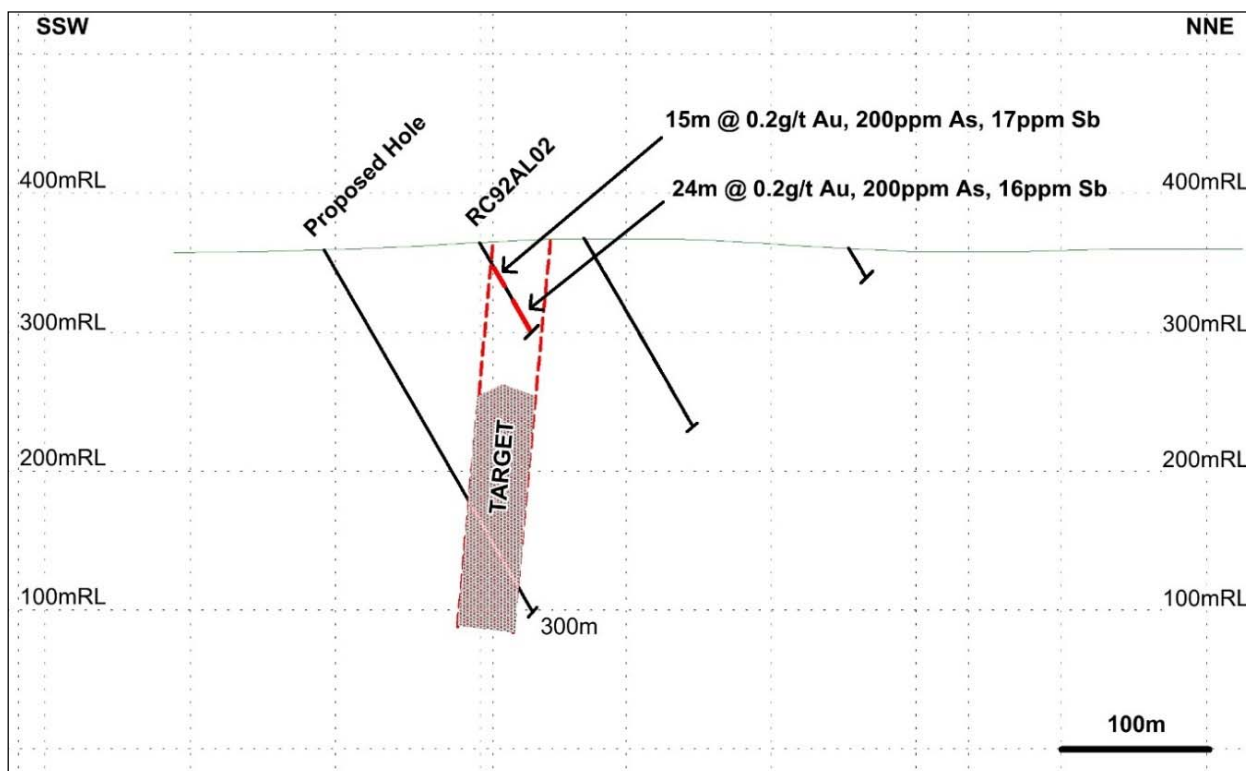 SSW
NNE
15m @ 0.2g/t Au, 200ppm As, 17ppm Sb
Proposed Hole
RC92AL02
400mRL
24m @ 0.2g/t Au, 200ppm As, 16ppm Sb
400mRL
300mRL
300mRL
TARGET
200mRL
200mRL
100mRL
100mRL
300m
100m